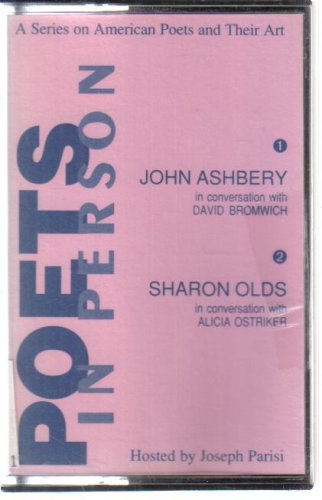 A Series on American Poets and Their Art
POETS
IN PERSON
1
JOHN ASHBERY
in conversation with
DAVID BROMWICH
2
SHARON OLDS
in conversation with
ALICIA OSTRIKER
Hosted by Joseph Parisi
1